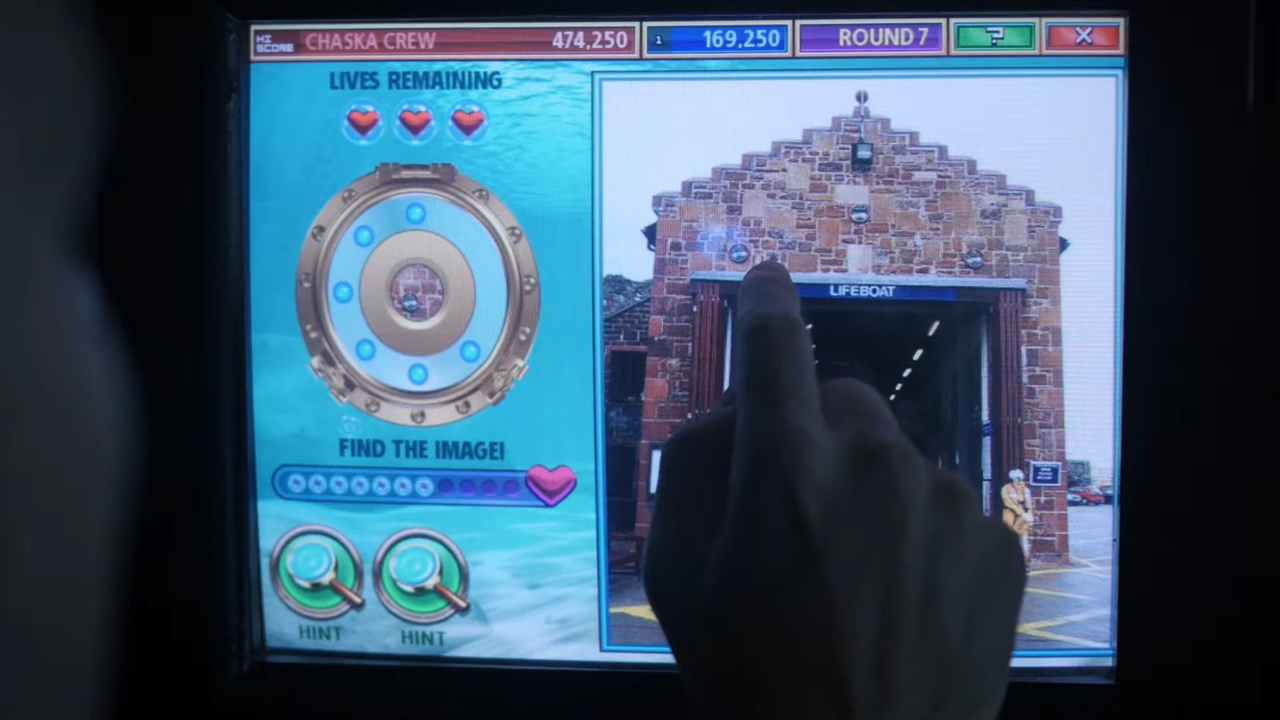 HI SCORE CHASKA CREW 474,250 1 169,250 ROUND 7 ? X
LIVES REMAINING
LIFEBOAT
FIND THE IMAGE!
HINT HINT